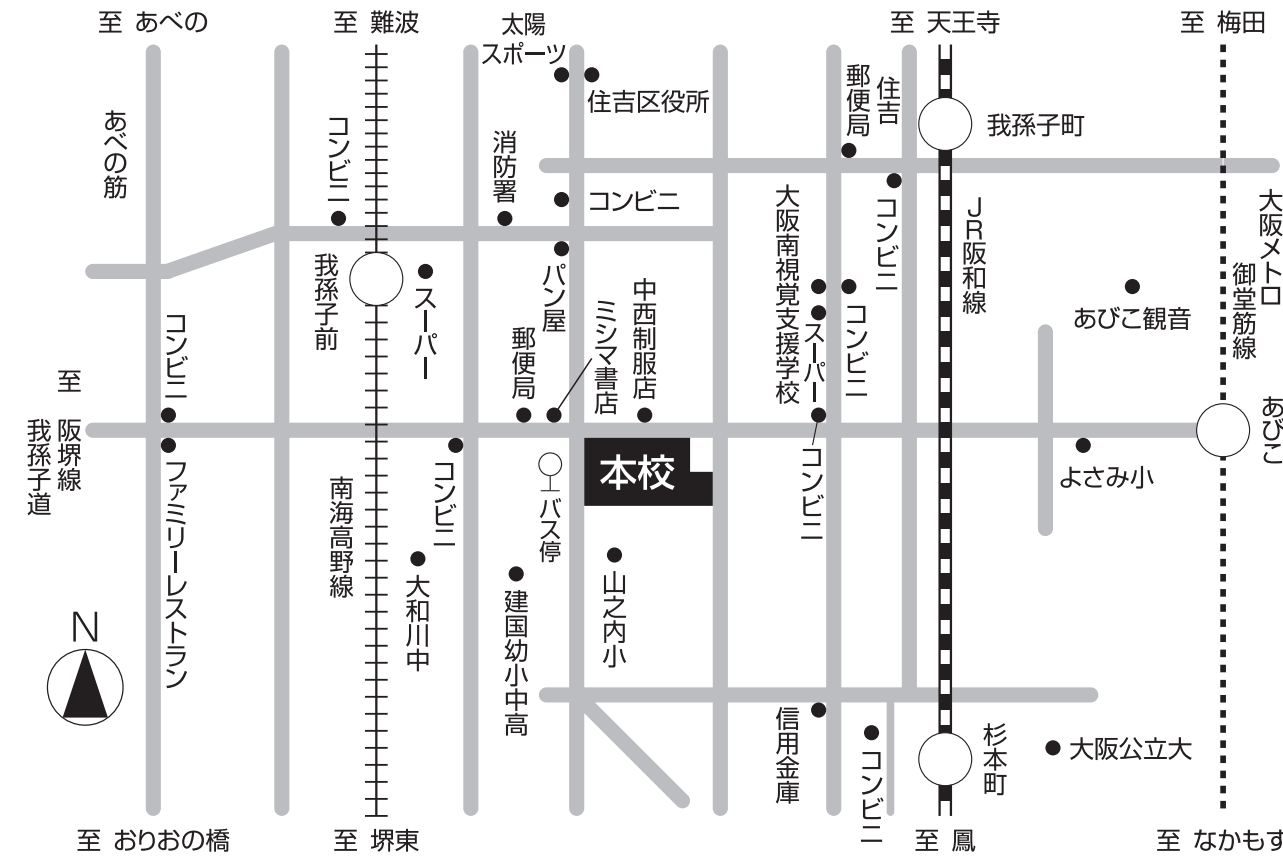 至 あべの
至 難波
太陽
スポーツ
至 天王寺
至 梅田
住吉区役所
郵便局
住吉
我孫子町
あべの筋
コンビニ
消防署
コンビニ
大阪南視覚支援学校
コンビニ
JR阪和線
大阪メトロ
御堂筋線
我孫子前
スーパー
パン屋
ミシマ書店
中西制服店
スーパー
コンビニ
あびこ観音
コンビニ
郵便局
至
阪堺線
我孫子道
あびこ
本校
よさみ小
ファミリーレストラン
南海高野線
コンビニ
バス停
コンビニ
大和川中
建国幼小中高
山之内小
N
信用金庫
コンビニ
杉本町
大阪公立大
至 おりおの橋
至 堺東
至 鳳
至 なかもず